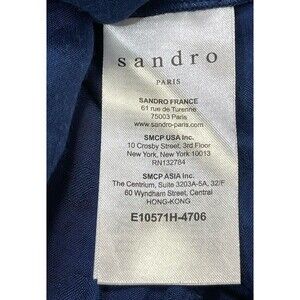 sandro
PARIS
SANDRO FRANCE
61 rue de Turenne
75003 Paris
www.sandro-paris.com
SMCP USA Inc.
10 Crosby Street, 3rd Floor
New York, New York 10013
RN132784
SMCP ASIA Inc.
The Centrium, Suite 3203A-5A, 32/F
60 Wyndham Street, Central
HONG-KONG
E10571H-4706